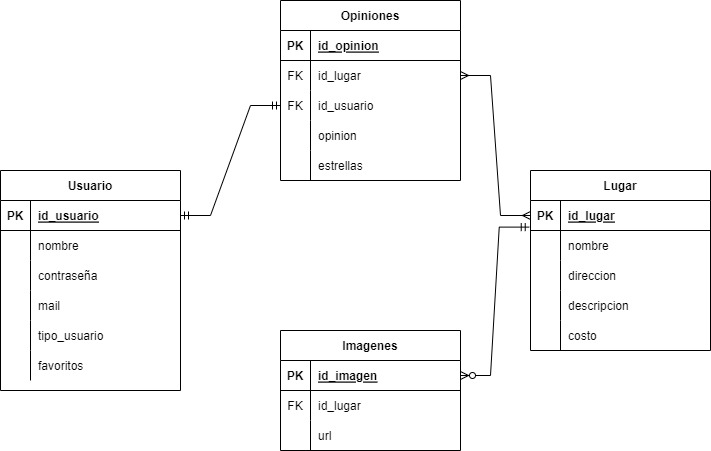 Opiniones
PK id_opinion
FK id_lugar
FK id_usuario
opinion
estrellas
Usuario
PK id_usuario
nombre
contraseña
mail
tipo_usuario
favoritos
Lugar
PK id_lugar
nombre
direccion
descripcion
costo
Imagenes
PK id_imagen
FK id_lugar
url